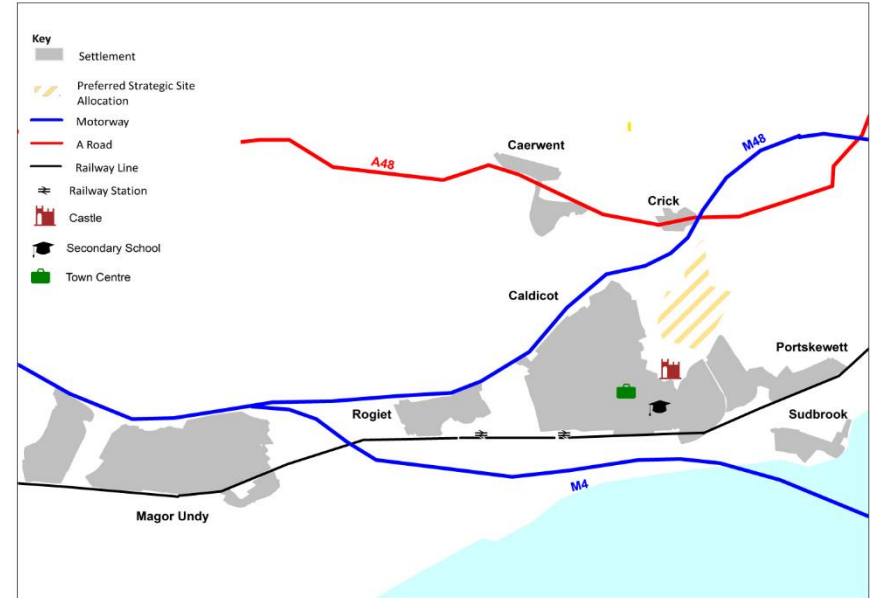 Key
Settlement
Preferred Strategic Site
Allocation
Motorway
A Road
Railway Line
Railway Station
Castle
Secondary School
Town Centre
Caerwent
M48
A48
Crick
Caldicot
Portskewett
Rogiet
Sudbrook
M4
Magor Undy